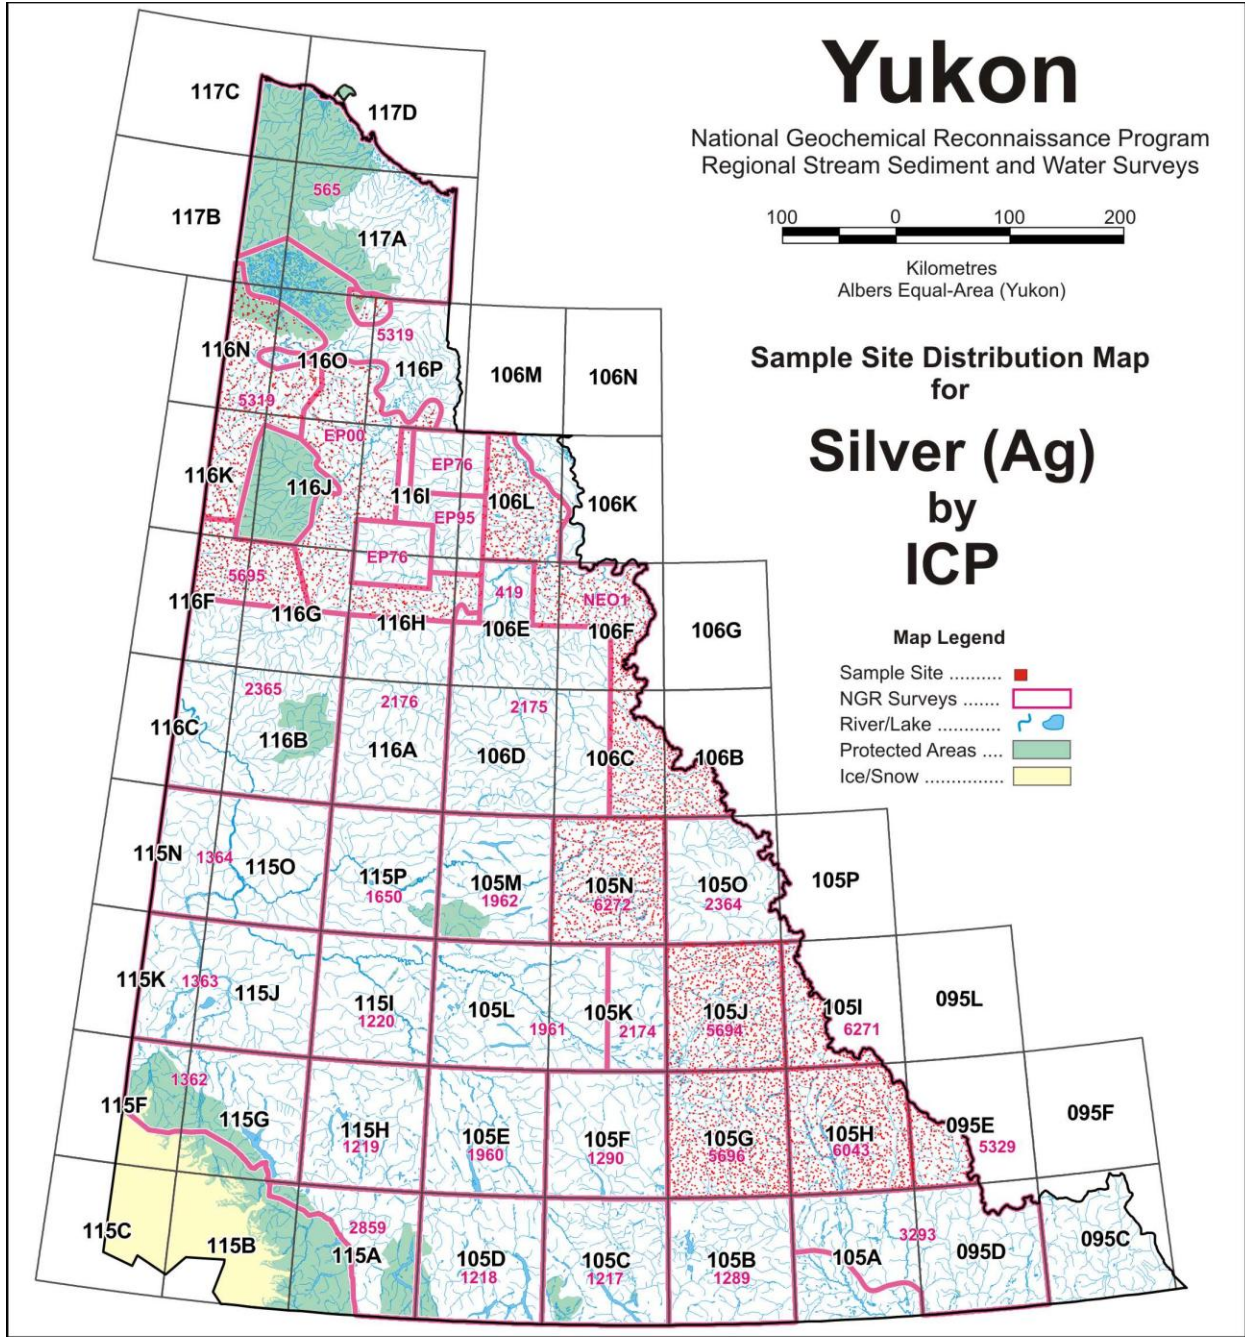 Yukon
National Geochemical Reconnaissance Program
Regional Stream Sediment and Water Surveys
100 0 100 200
Kilometres
Albers Equal-Area (Yukon)
Sample Site Distribution Map
for
Silver (Ag)
by
ICP
Map Legend
Sample Site ..........
NGR Surveys .......
River/Lake ............
Protected Areas ....
Ice/Snow ...............
117C
117D
565
117B
117A
5319
116N
116O
116P
106M
106N
5319
EP00
EP76
116K
116J
116I
106L
106K
EP95
EP76
5695
419
NEO1
116F
116G
116H
106E
106F
106G
2365
2176
2175
116C
116B
116A
106D
106C
106B
115N
1364
115O
115P
1650
105M
1962
105N
6272
105O
2364
105P
115K
1363
115J
115I
1220
105L
1961
105K
2174
105J
5694
105I
6271
095L
1362
115F
115G
115H
1219
105E
1960
105F
1290
105G
5696
105H
6043
095E
5329
095F
115C
115B
2859
115A
105D
1218
105C
1217
105B
1289
105A
3293
095D
095C